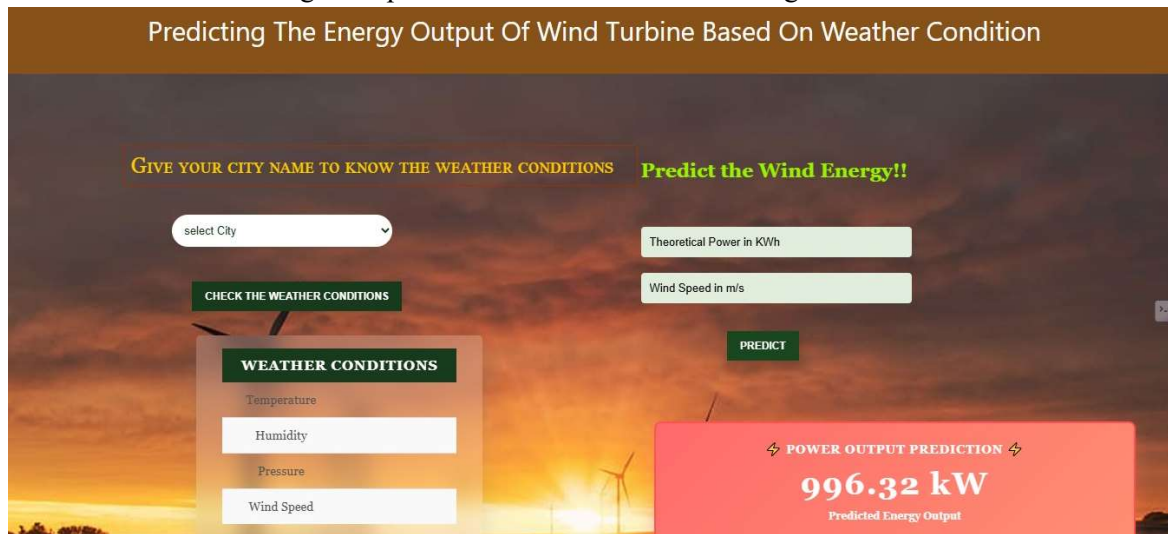 Predicting The Energy Output Of Wind Turbine Based On Weather Condition
GIVE YOUR CITY NAME TO KNOW THE WEATHER CONDITIONS
select City
CHECK THE WEATHER CONDITIONS
WEATHER CONDITIONS
Temperature
Humidity
Pressure
Wind Speed
Predict the Wind Energy!!
Theoretical Power in KWh
Wind Speed in m/s
PREDICT
⚡ POWER OUTPUT PREDICTION ⚡
996.32 kW
Predicted Energy Output